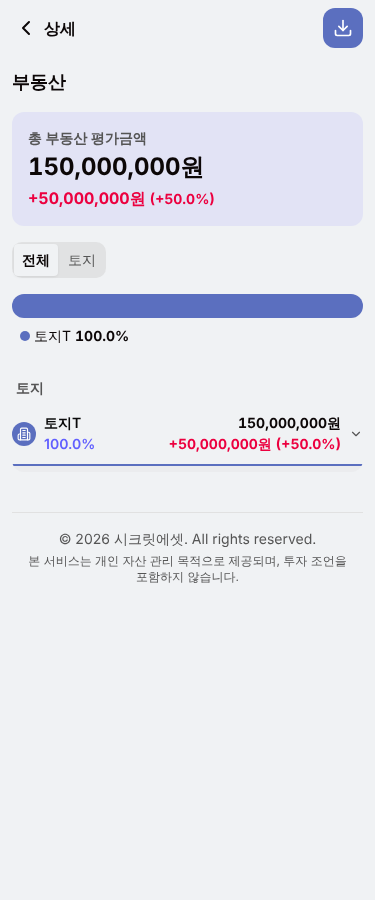 상세
부동산
총 부동산 평가금액
150,000,000원
+50,000,000원 (+50.0%)
전체 토지
토지T 100.0%
토지
토지T 150,000,000원
100.0% +50,000,000원 (+50.0%)
© 2026 시크릿에셋. All rights reserved.
본 서비스는 개인 자산 관리 목적으로 제공되며, 투자 조언을
포함하지 않습니다.